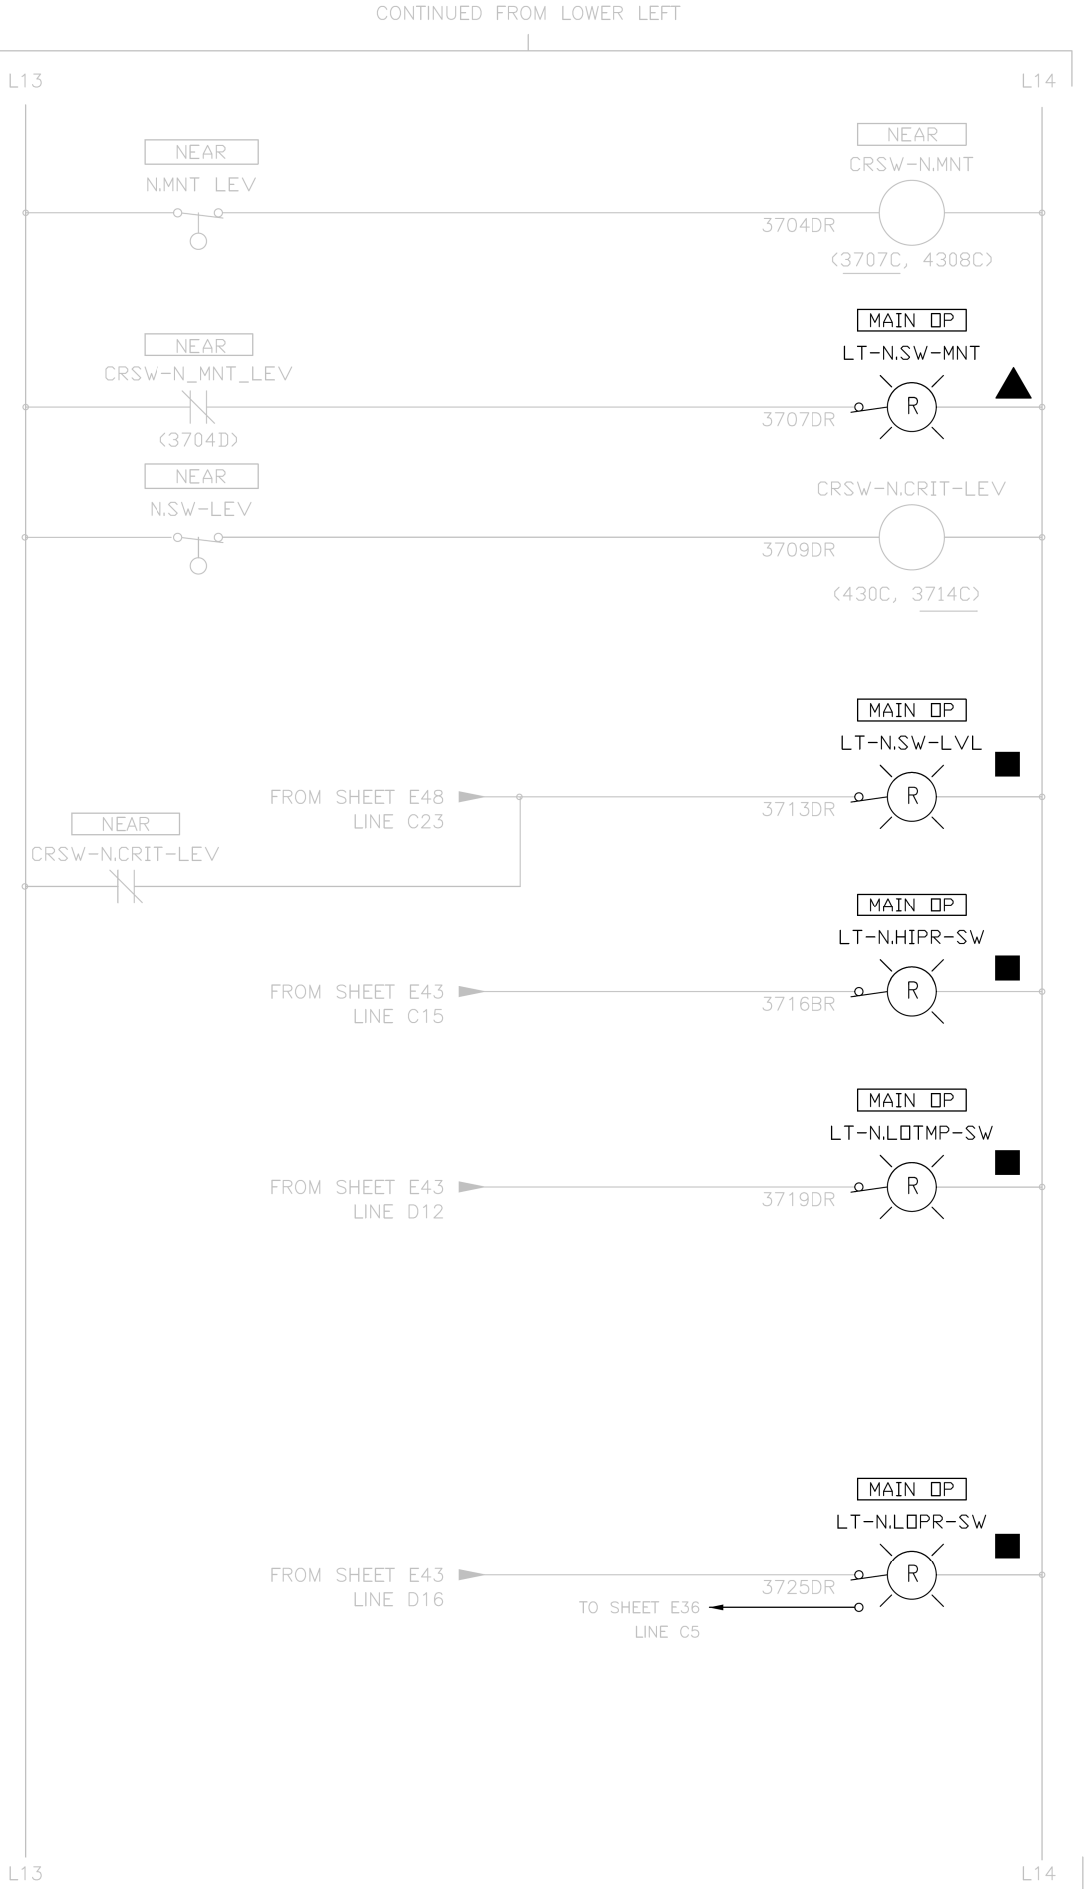 CONTINUED FROM LOWER LEFT
L13
L14
NEAR
N.MNT LEV
NEAR
CRSW-N.MNT
3704DR
(3707C, 4308C)
MAIN OP
LT-N.SW-MNT
NEAR
CRSW-N_MNT_LEV
R
3707DR
(3704D)
NEAR
N.SW-LEV
CRSW-N.CRIT-LEV
3709DR
(430C, 3714C)
MAIN OP
LT-N.SW-LVL
R
FROM SHEET E48
LINE C23
3713DR
NEAR
CRSW-N.CRIT-LEV
MAIN OP
LT-N.HIPR-SW
R
FROM SHEET E43
LINE C15
3716BR
MAIN OP
LT-N.LOTMP-SW
R
FROM SHEET E43
LINE D12
3719DR
MAIN OP
LT-N.LOPR-SW
R
FROM SHEET E43
LINE D16
3725DR
TO SHEET E36
LINE C5
L13
L14